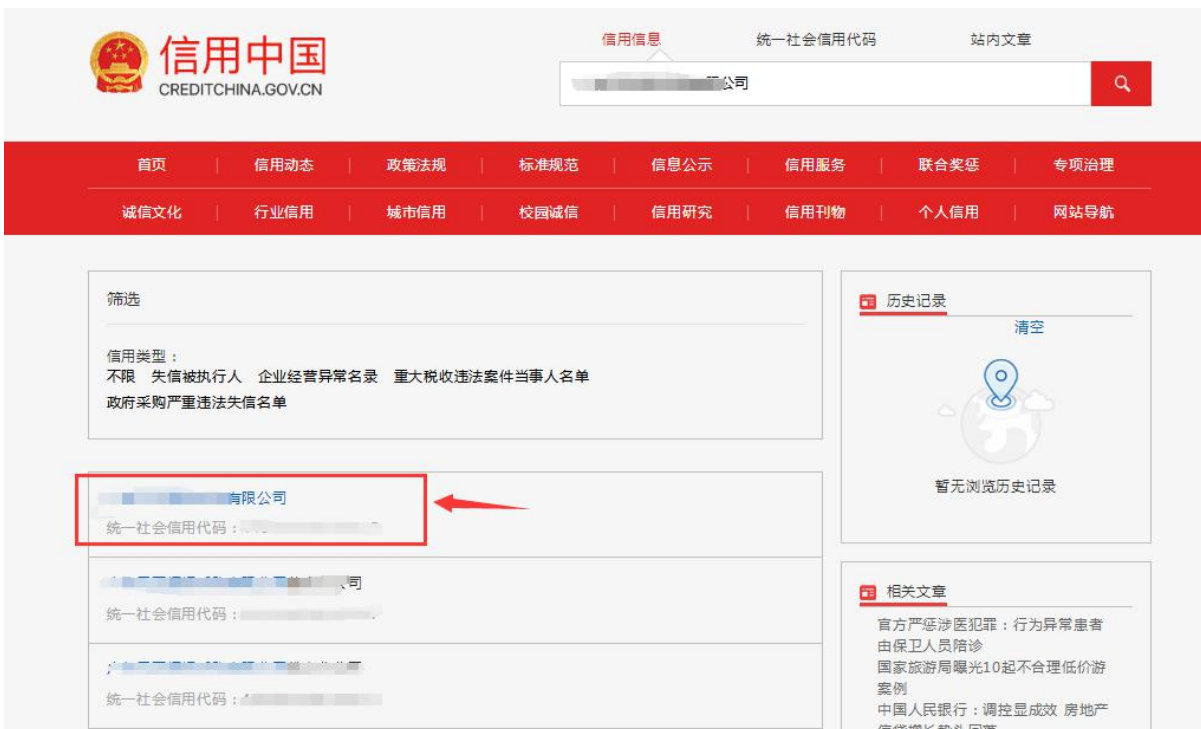 信用中国
CREDITCHINA.GOV.CN
信用信息 统一社会信用代码 站内文章
公司
首页 信用动态 政策法规 标准规范 信息公示 信用服务 联合奖惩 专项治理
诚信文化 行业信用 城市信用 校园诚信 信用研究 信用刊物 个人信用 网站导航
筛选
信用类型：
不限 失信被执行人 企业经营异常名录 重大税收违法案件当事人名单
政府采购严重违法失信名单
有限公司
统一社会信用代码：
司
统一社会信用代码：
统一社会信用代码：
历史记录
清空
暂无浏览历史记录
相关文章
官方严惩涉医犯罪：行为异常患者
由保卫人员陪诊
国家旅游局曝光10起不合理低价游
案例
中国人民银行：调控显成效 房地产